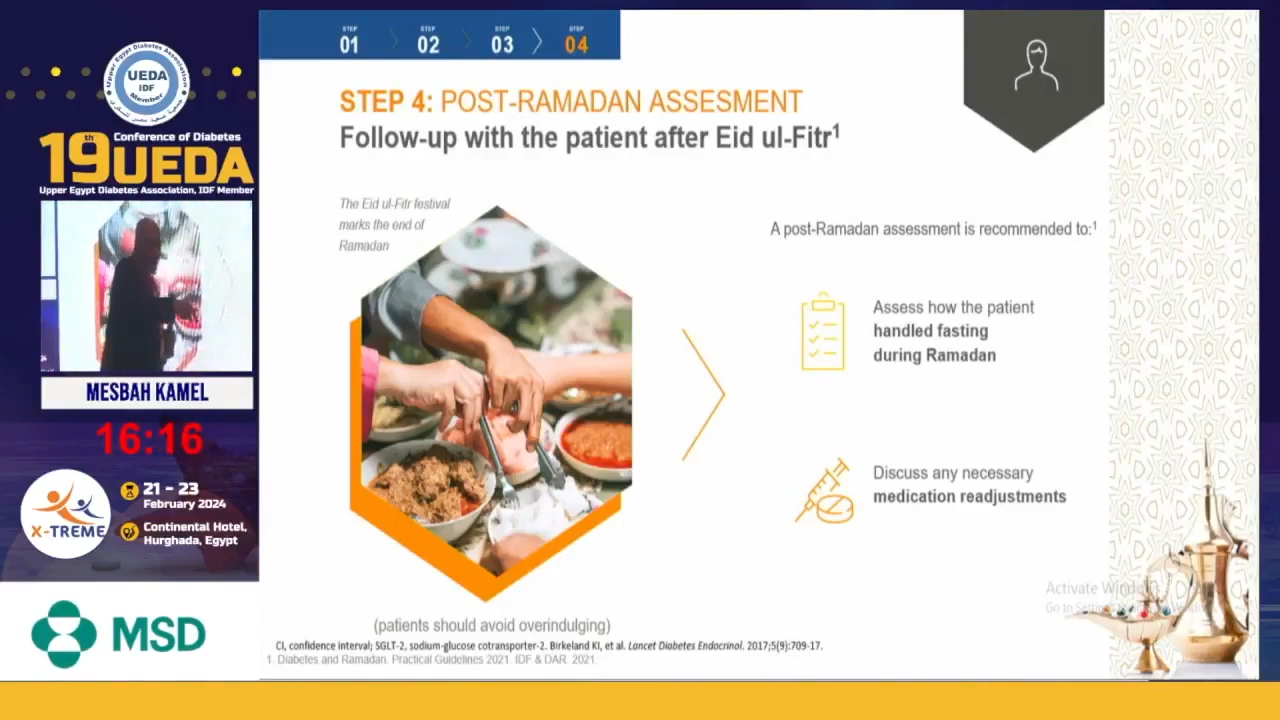 STEP
01
STEP
02
STEP
03
STEP
04
UEDA
IDF
Member
Upper Egypt Diabetes Association
19th
Conference of Diabetes
UEDA
Upper Egypt Diabetes Association, IDF Member
MESBAH KAMEL
16:16
X-TREME
21 - 23
February 2024
Continental Hotel,
Hurghada, Egypt
MSD
STEP 4: POST-RAMADAN ASSESMENT
Follow-up with the patient after Eid ul-Fitr1
The Eid ul-Fitr festival
marks the end of
Ramadan
A post-Ramadan assessment is recommended to:1
Assess how the patient
handled fasting
during Ramadan
Discuss any necessary
medication readjustments
(patients should avoid overindulging)
CI, confidence interval; SGLT-2, sodium-glucose cotransporter-2. Birkeland KI, et al. Lancet Diabetes Endocrinol. 2017;5(9):709-17.
1. Diabetes and Ramadan. Practical Guidelines 2021. IDF & DAR. 2021.
Activate Windows
Go to